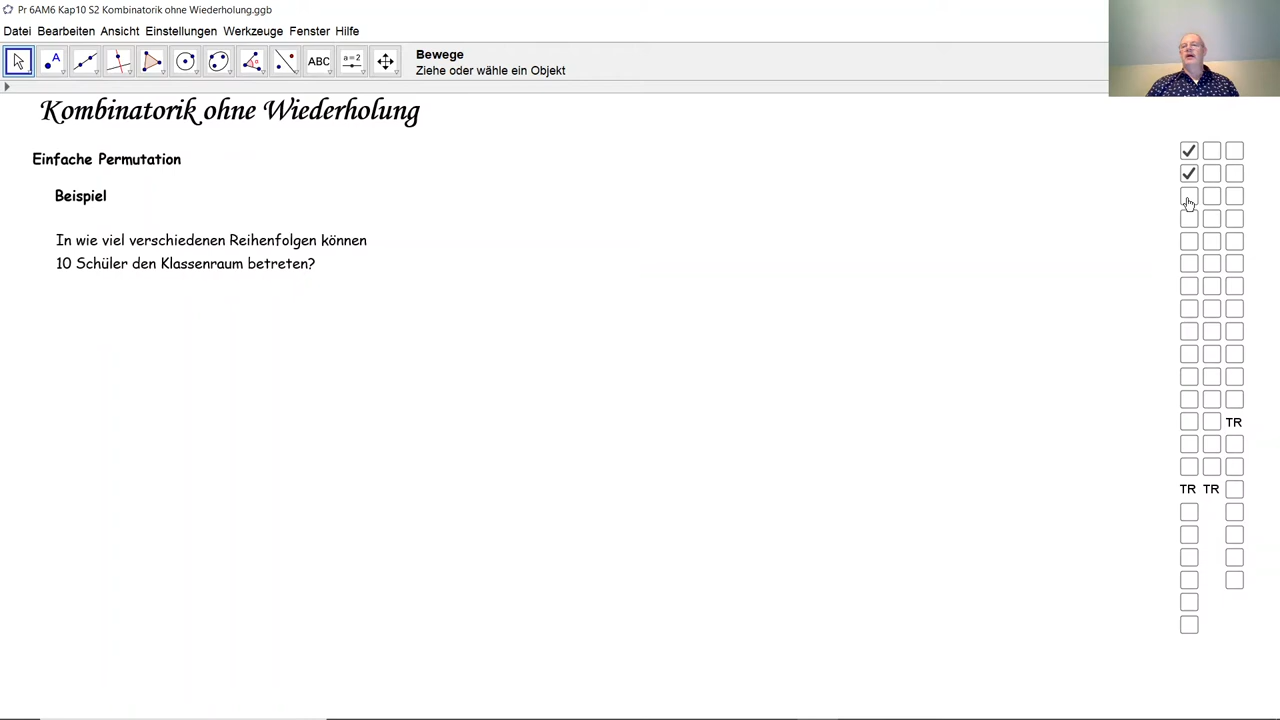 Pr 6AM6 Kap10 S2 Kombinatorik ohne Wiederholung.ggb
Datei Bearbeiten Ansicht Einstellungen Werkzeuge Fenster Hilfe
A
ABC
a=2
Bewege
Ziehe oder wähle ein Objekt
Kombinatorik ohne Wiederholung
Einfache Permutation
Beispiel
In wie viel verschiedenen Reihenfolgen können
10 Schüler den Klassenraum betreten?
TR
TR TR